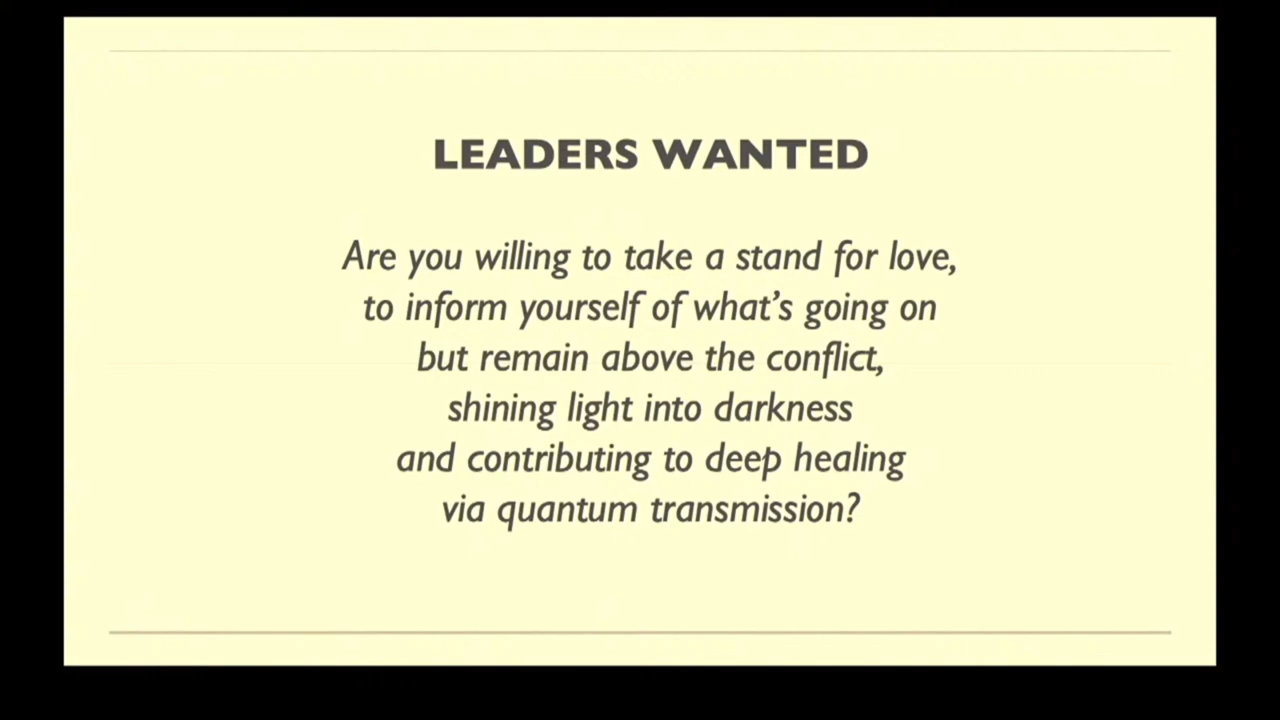 LEADERS WANTED
Are you willing to take a stand for love,
to inform yourself of what’s going on
but remain above the conflict,
shining light into darkness
and contributing to deep healing
via quantum transmission?